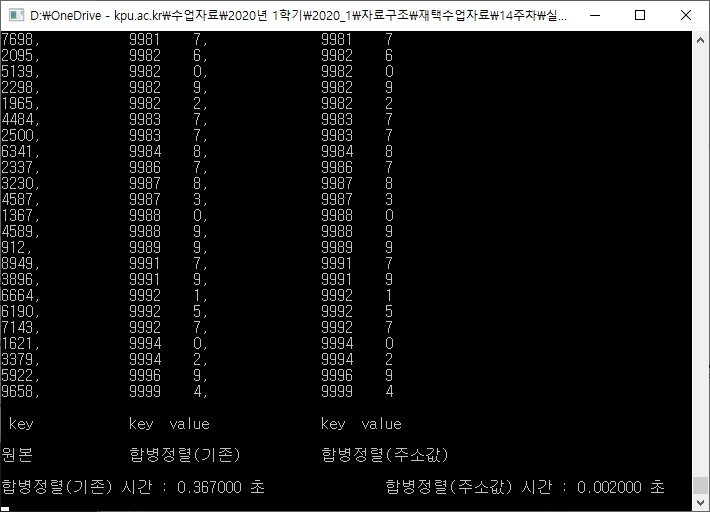 D:₩OneDrive - kpu.ac.kr₩수업자료₩2020년 1학기₩2020_1₩자료구조₩재택수업자료₩14주차₩실...
7698, 9981 7, 9981 7
2095, 9982 6, 9982 6
5139, 9982 0, 9982 0
2298, 9982 9, 9982 9
1965, 9982 2, 9982 2
4484, 9983 7, 9983 7
2500, 9983 7, 9983 7
6341, 9984 8, 9984 8
2337, 9986 7, 9986 7
3230, 9987 8, 9987 8
4587, 9987 3, 9987 3
1367, 9988 0, 9988 0
4589, 9988 9, 9988 9
912, 9989 9, 9989 9
8949, 9991 7, 9991 7
3896, 9991 9, 9991 9
6664, 9992 1, 9992 1
6190, 9992 5, 9992 5
7143, 9992 7, 9992 7
1621, 9994 0, 9994 0
3379, 9994 2, 9994 2
5922, 9996 9, 9996 9
9658, 9999 4, 9999 4
key key value key value
원본 합병정렬(기존) 합병정렬(주소값)
합병정렬(기존) 시간 : 0.367000 초 합병정렬(주소값) 시간 : 0.002000 초